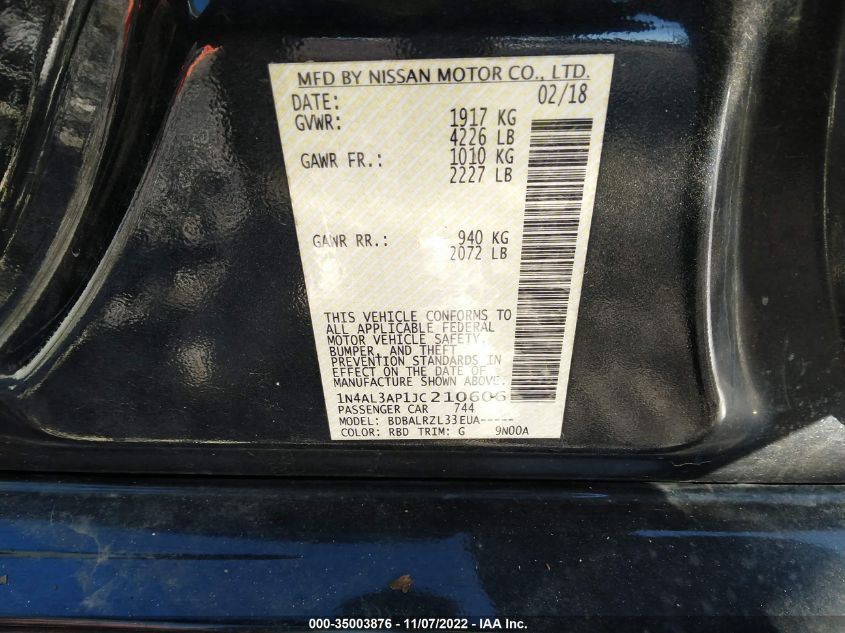 MFD BY NISSAN MOTOR CO., LTD.
DATE: 02/18
GVWR: 1917 KG
4226 LB
GAWR FR.: 1010 KG
2227 LB
GAWR RR.: 940 KG
2072 LB
THIS VEHICLE CONFORMS TO
ALL APPLICABLE FEDERAL
MOTOR VEHICLE SAFETY,
BUMPER, AND THEFT
PREVENTION STANDARDS IN
EFFECT ON THE DATE OF
MANUFACTURE SHOWN ABOVE.
1N4AL3AP1JC210606
PASSENGER CAR 744
MODEL: BDBALRZL33EUA-----
COLOR: RBD TRIM: G 9N00A
000-35003876 - 11/07/2022 - IAA Inc.